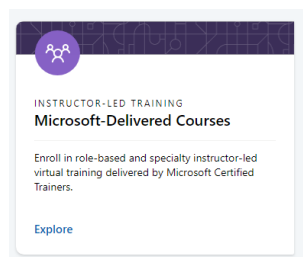 INSTRUCTOR-LED TRAINING
Microsoft-Delivered Courses
Enroll in role-based and specialty instructor-led
virtual training delivered by Microsoft Certified
Trainers.
Explore